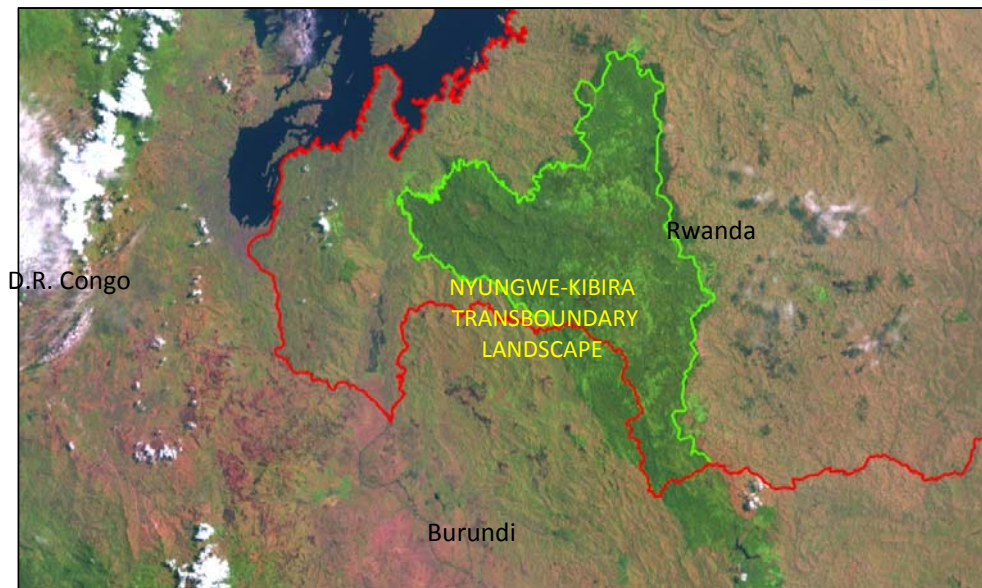 Rwanda
D.R. Congo
NYUNGWE-KIBIRA
TRANSBOUNDARY
LANDSCAPE
Burundi